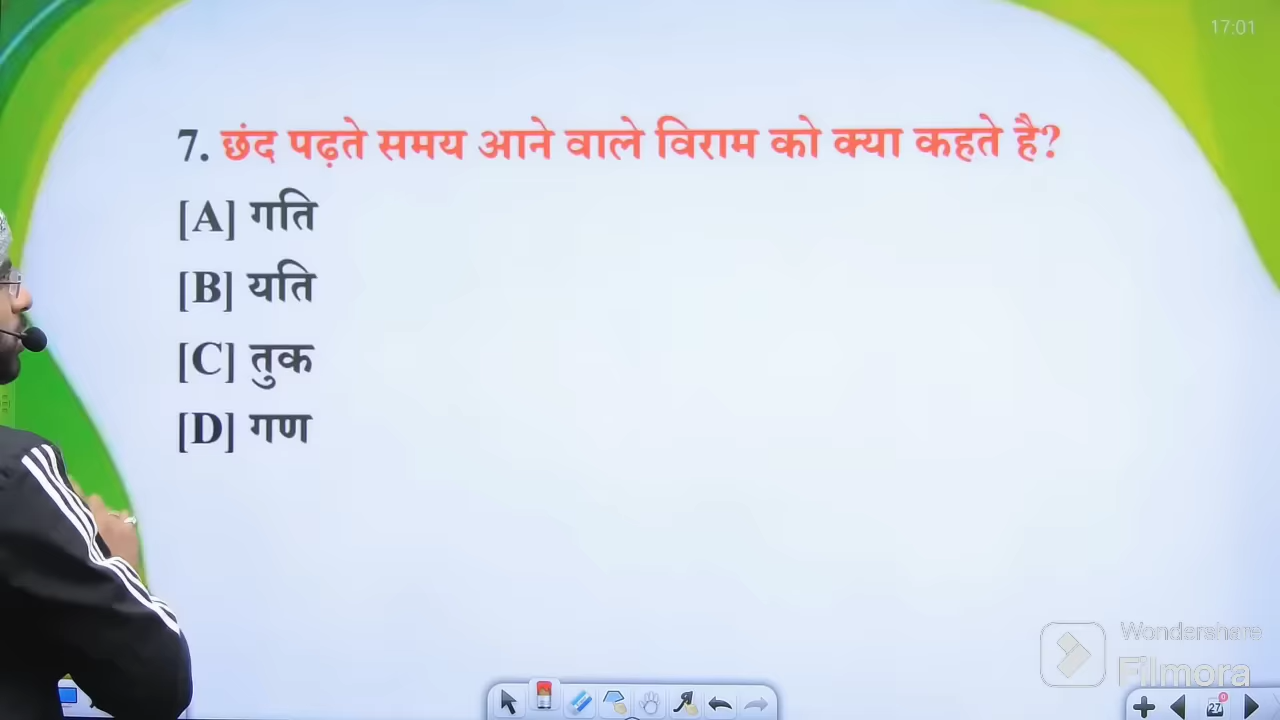 17:01
7. छंद पढ़ते समय आने वाले विराम को क्या कहते है?
[A] गति
[B] यति
[C] तुक
[D] गण
Wondershare
Filmora
27